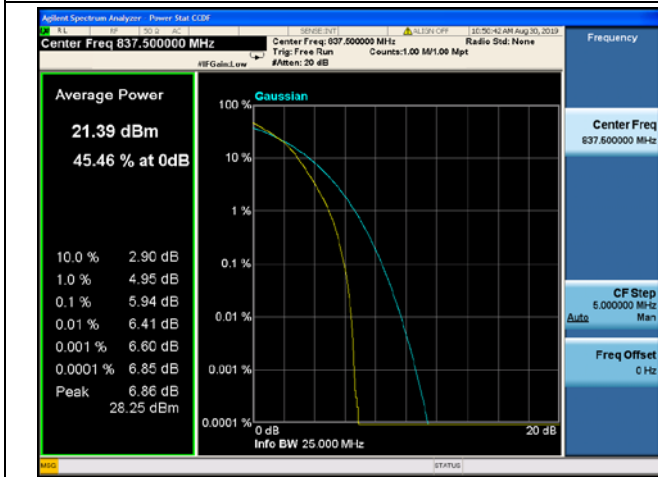 Agilent Spectrum Analyzer - Power Stat CCDF
RL RF 50 Ω AC SENSE:INT ALIGN OFF 10:50:42 AM Aug 30, 2019
Center Freq 837.500000 MHz
Center Freq: 837.500000 MHz Radio Std: None
Trig: Free Run Counts:1.00 M/1.00 Mpt
#IFGain:Low #Atten: 20 dB
Frequency
Average Power
21.39 dBm
45.46 % at 0dB
10.0 % 2.90 dB
1.0 % 4.95 dB
0.1 % 5.94 dB
0.01 % 6.41 dB
0.001 % 6.60 dB
0.0001 % 6.85 dB
Peak 6.86 dB
28.25 dBm
Gaussian
100 %
10 %
1 %
0.1 %
0.01 %
0.001 %
0.0001 %
0 dB 20 dB
Info BW 25.000 MHz
Center Freq
837.500000 MHz
CF Step
5.000000 MHz
Auto Man
Freq Offset
0 Hz
MSG STATUS